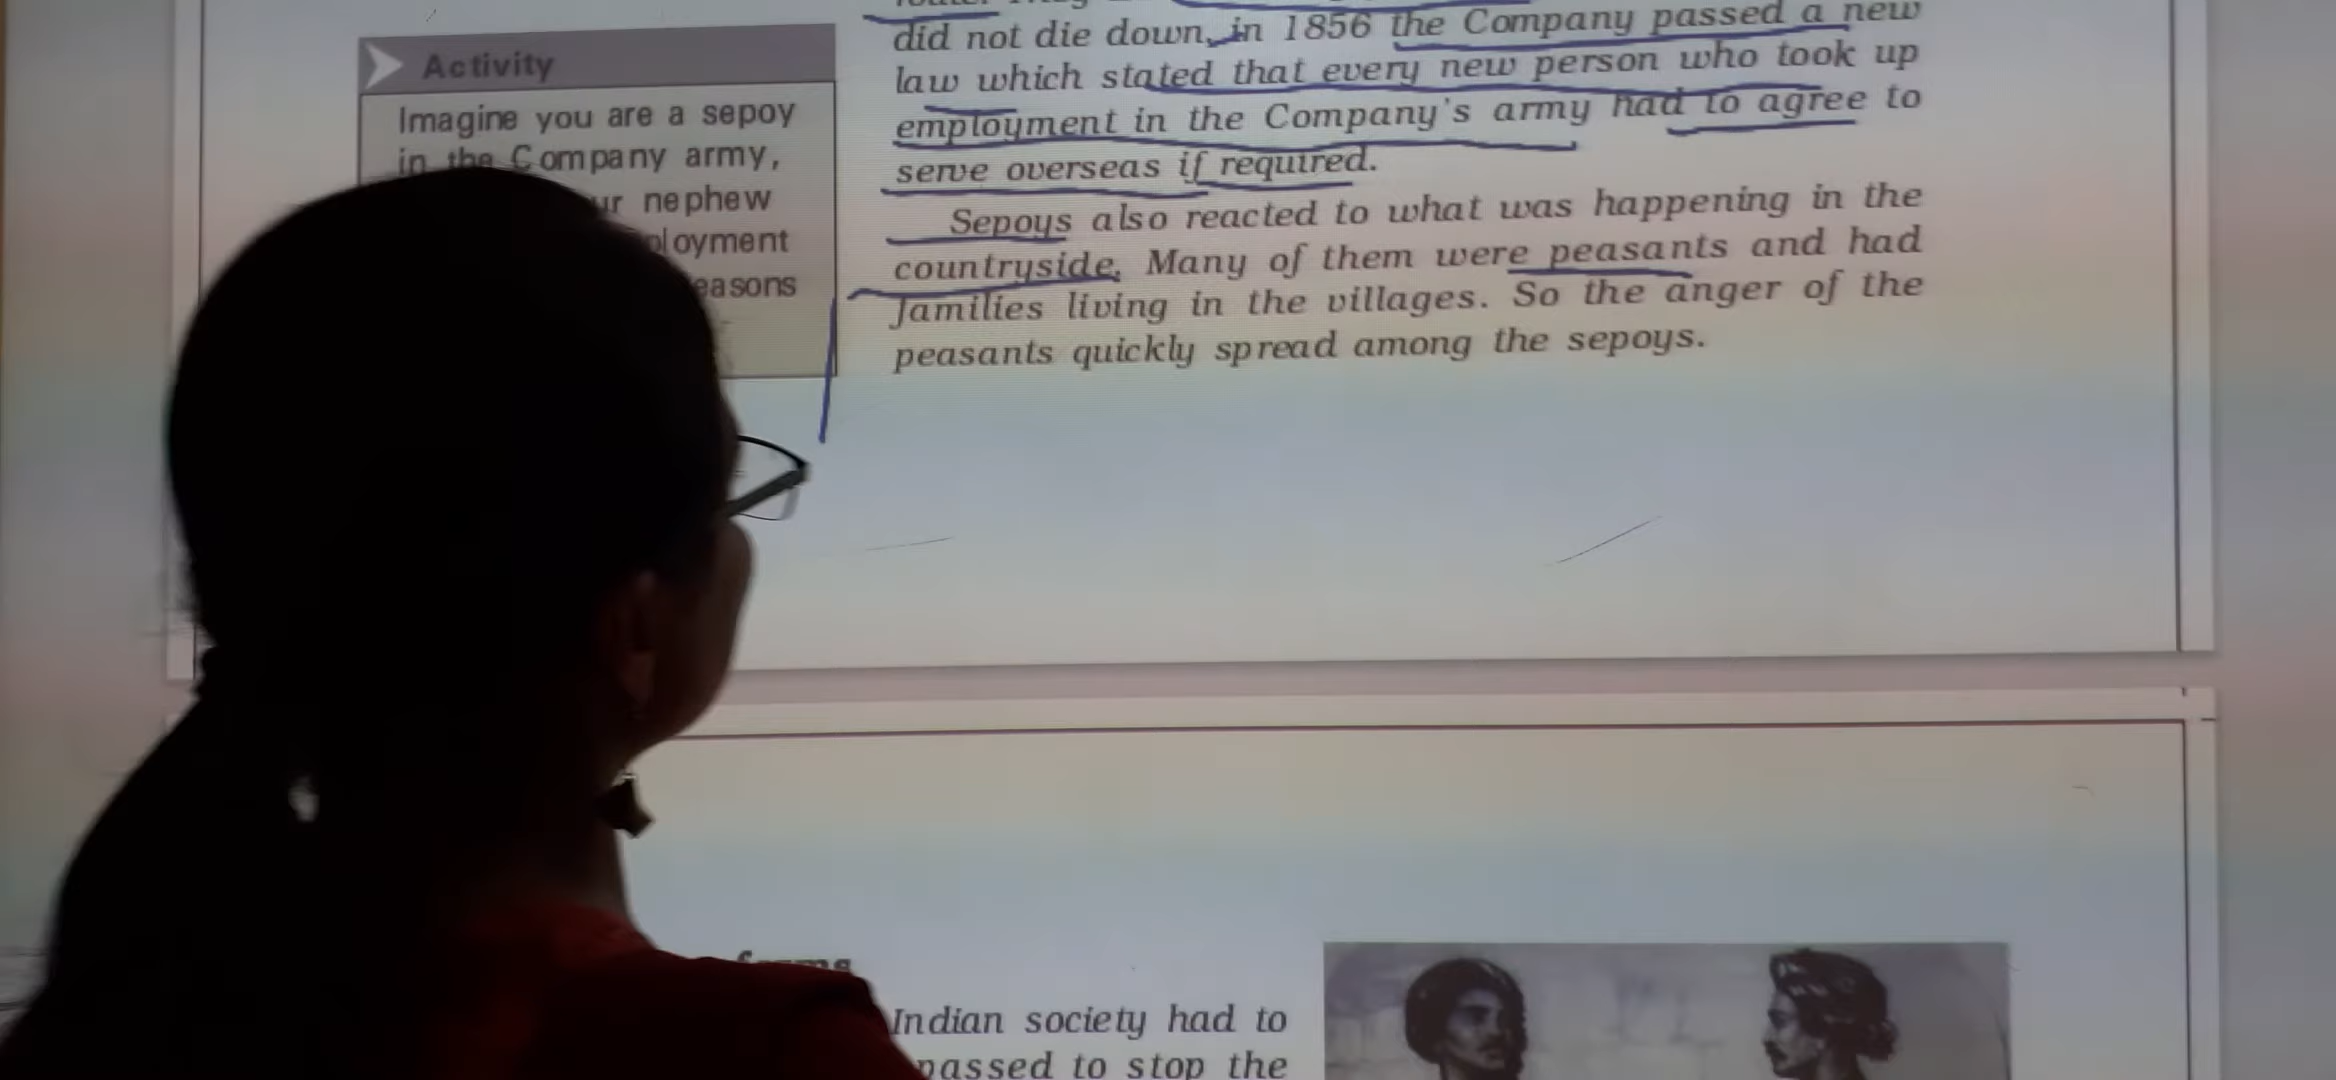 Activity
Imagine you are a sepoy
in the Company army,
nephew
did not die down, in 1856 the Company passed a new
law which stated that every new person who took up
employment in the Company's army had to agree to
serve overseas if required.
Sepoys also reacted to what was happening in the
countryside. Many of them were peasants and had
families living in the villages. So the anger of the
peasants quickly spread among the sepoys.
Indian society had to
passed to stop the